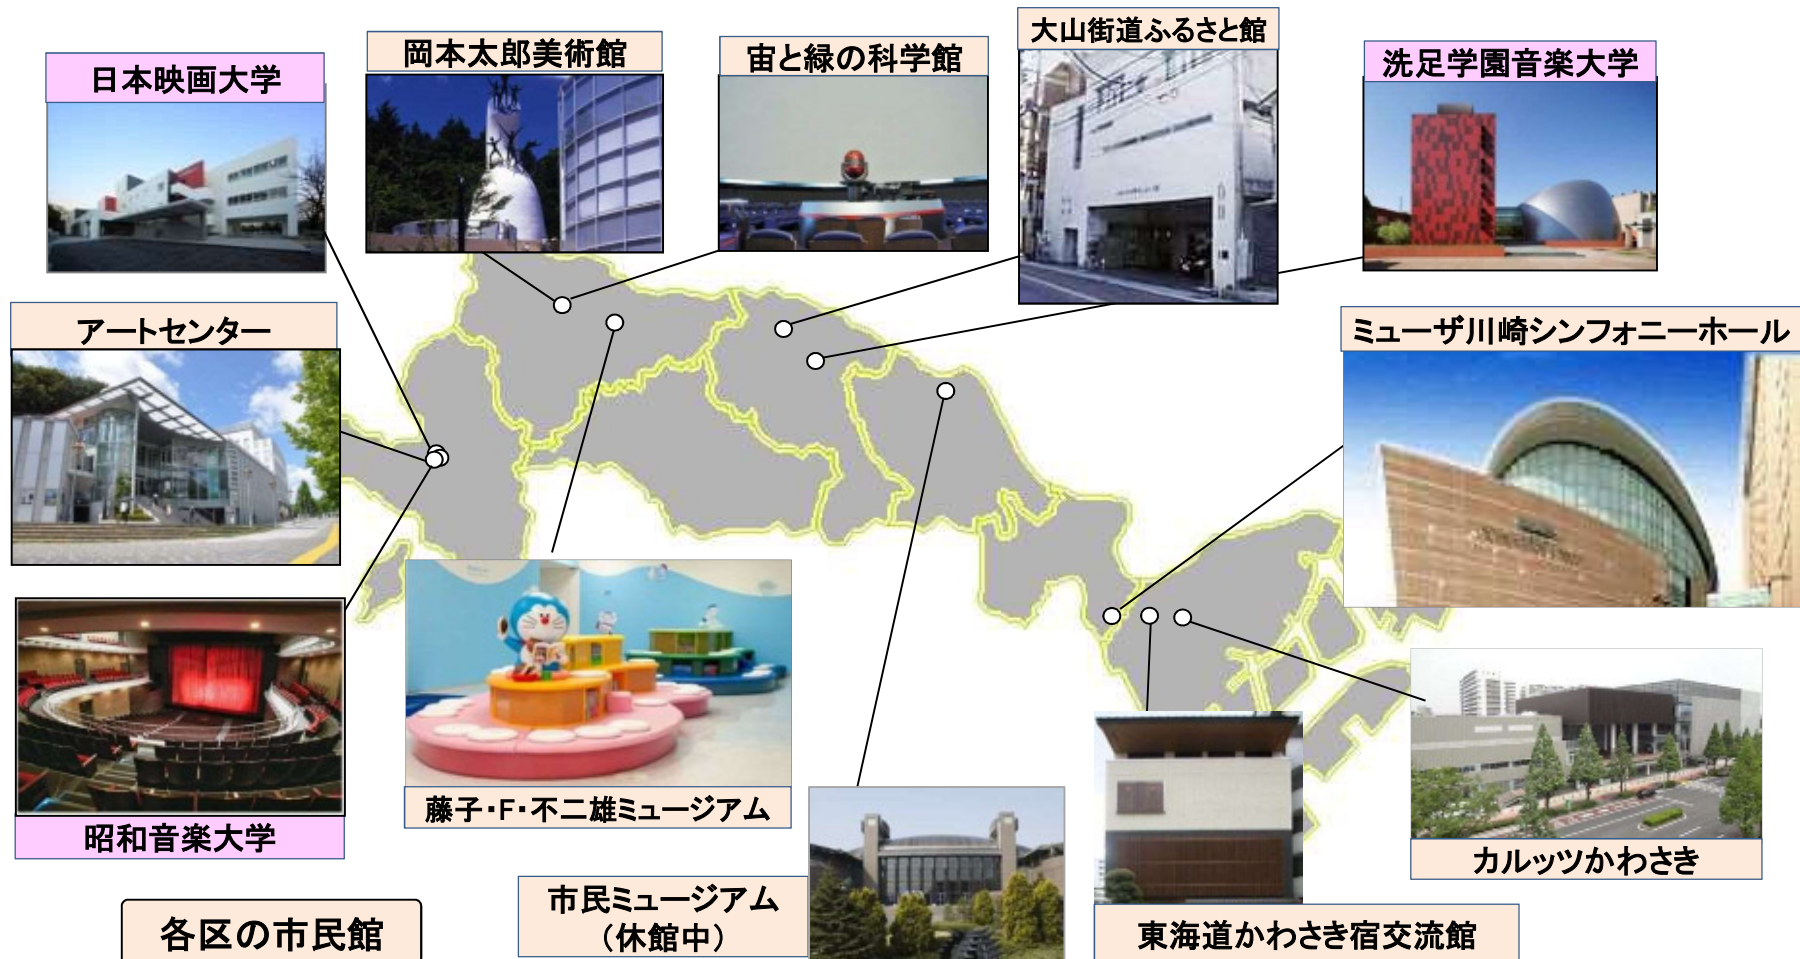 大山街道ふるさと館
岡本太郎美術館
宙と緑の科学館
洗足学園音楽大学
日本映画大学
アートセンター
ミューザ川崎シンフォニーホール
藤子・F・不二雄ミュージアム
昭和音楽大学
カルッツかわさき
市民ミュージアム
（休館中）
各区の市民館
東海道かわさき宿交流館